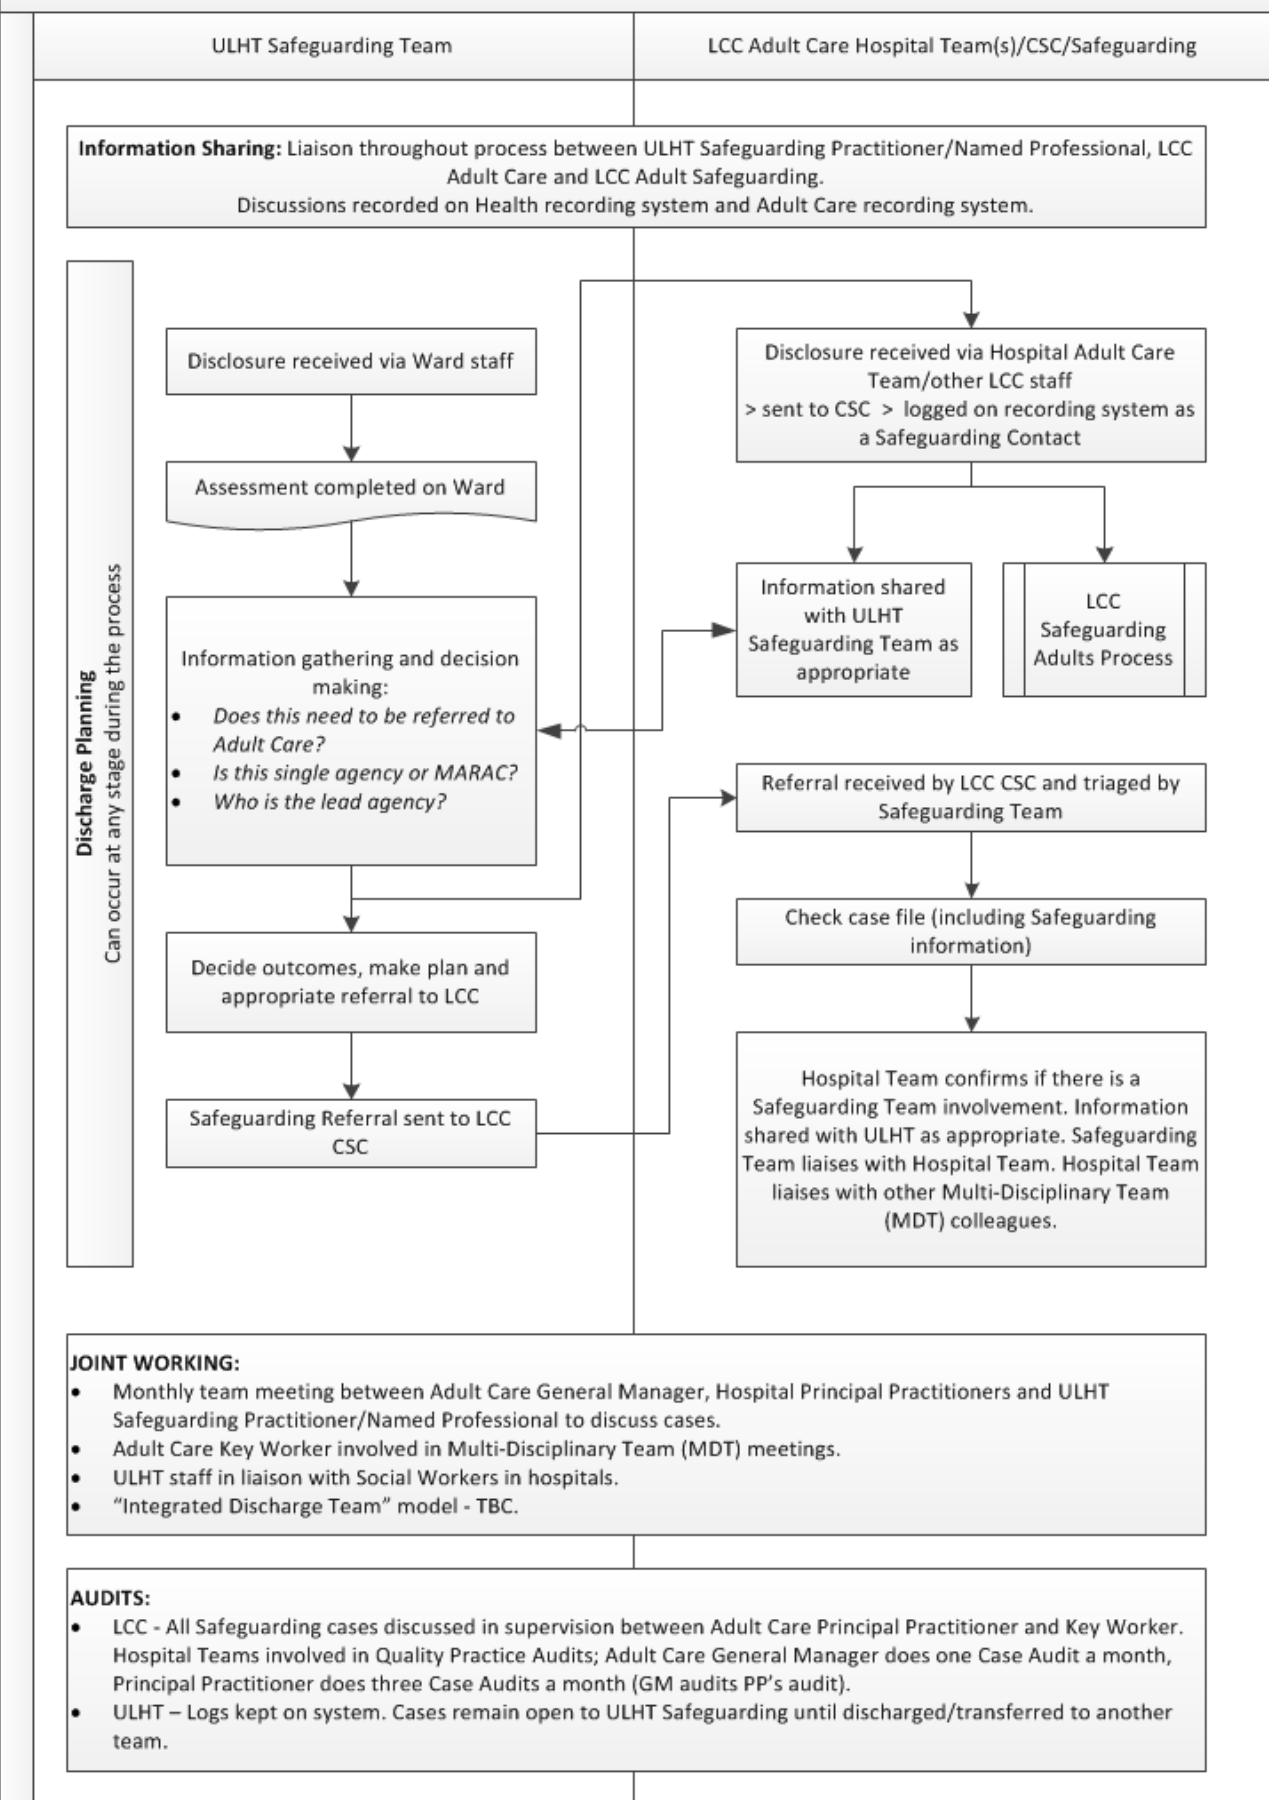 ULHT Safeguarding Team
LCC Adult Care Hospital Team(s)/CSC/Safeguarding
Information Sharing: Liaison throughout process between ULHT Safeguarding Practitioner/Named Professional, LCC
Adult Care and LCC Adult Safeguarding.
Discussions recorded on Health recording system and Adult Care recording system.
Discharge Planning
Can occur at any stage during the process
Disclosure received via Ward staff
Assessment completed on Ward
Information gathering and decision
making:
• Does this need to be referred to
Adult Care?
• Is this single agency or MARAC?
• Who is the lead agency?
Decide outcomes, make plan and
appropriate referral to LCC
Safeguarding Referral sent to LCC
CSC
Disclosure received via Hospital Adult Care
Team/other LCC staff
> sent to CSC > logged on recording system as
a Safeguarding Contact
Information shared
with ULHT
Safeguarding Team as
appropriate
LCC
Safeguarding
Adults Process
Referral received by LCC CSC and triaged by
Safeguarding Team
Check case file (including Safeguarding
information)
Hospital Team confirms if there is a
Safeguarding Team involvement. Information
shared with ULHT as appropriate. Safeguarding
Team liaises with Hospital Team. Hospital Team
liaises with other Multi-Disciplinary Team
(MDT) colleagues.
JOINT WORKING:
• Monthly team meeting between Adult Care General Manager, Hospital Principal Practitioners and ULHT
Safeguarding Practitioner/Named Professional to discuss cases.
• Adult Care Key Worker involved in Multi-Disciplinary Team (MDT) meetings.
• ULHT staff in liaison with Social Workers in hospitals.
• “Integrated Discharge Team” model - TBC.
AUDITS:
• LCC - All Safeguarding cases discussed in supervision between Adult Care Principal Practitioner and Key Worker.
Hospital Teams involved in Quality Practice Audits; Adult Care General Manager does one Case Audit a month,
Principal Practitioner does three Case Audits a month (GM audits PP’s audit).
• ULHT – Logs kept on system. Cases remain open to ULHT Safeguarding until discharged/transferred to another
team.